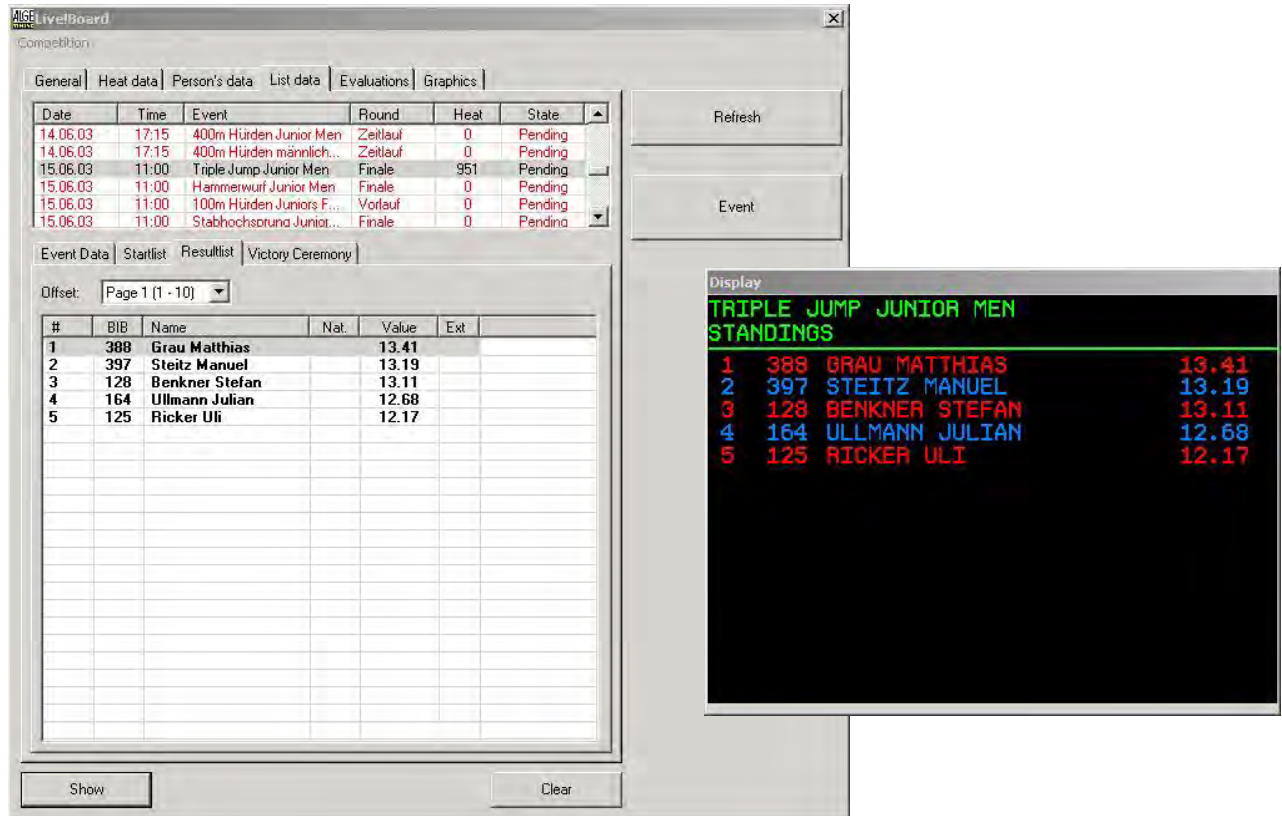 ALGE TIMING Live!Board
Competition
General Heat data Person's data List data Evaluations Graphics
Date Time Event Round Heat State
14.06.03 17:15 400m Hürden Junior Men Zeitlauf 0 Pending
14.06.03 17:15 400m Hürden männlich... Zeitlauf 0 Pending
15.06.03 11:00 Triple Jump Junior Men Finale 951 Pending
15.06.03 11:00 Hammerwurf Junior Men Finale 0 Pending
15.06.03 11:00 100m Hürden Juniors F... Vorlauf 0 Pending
15.06.03 11:00 Stabhochsprung Junior... Finale 0 Pending
Refresh
Event
Event Data Startlist Resultlist Victory Ceremony
Offset: Page 1 (1 - 10)
# BIB Name Nat. Value Ext
1 388 Grau Matthias 13.41
2 397 Steitz Manuel 13.19
3 128 Benkner Stefan 13.11
4 164 Ullmann Julian 12.68
5 125 Ricker Uli 12.17
Show
Clear
Display
TRIPLE JUMP JUNIOR MEN
STANDINGS
1 388 GRAU MATTHIAS 13.41
2 397 STEITZ MANUEL 13.19
3 128 BENKNER STEFAN 13.11
4 164 ULLMANN JULIAN 12.68
5 125 RICKER ULI 12.17